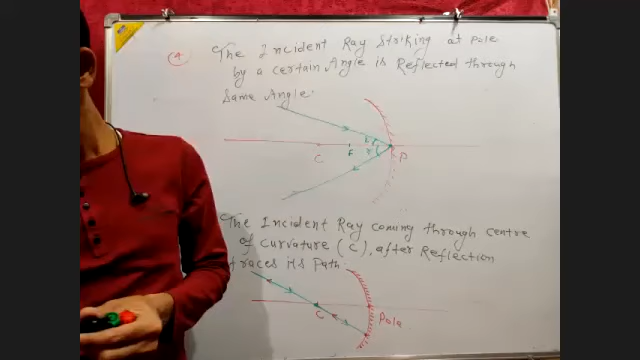 (4) The Incident Ray Striking at Pole
by a certain Angle is Reflected through
Same Angle.
i
r
C F P
The Incident Ray coming through centre
of curvature (C), after Reflection
traces its Path.
C Pole